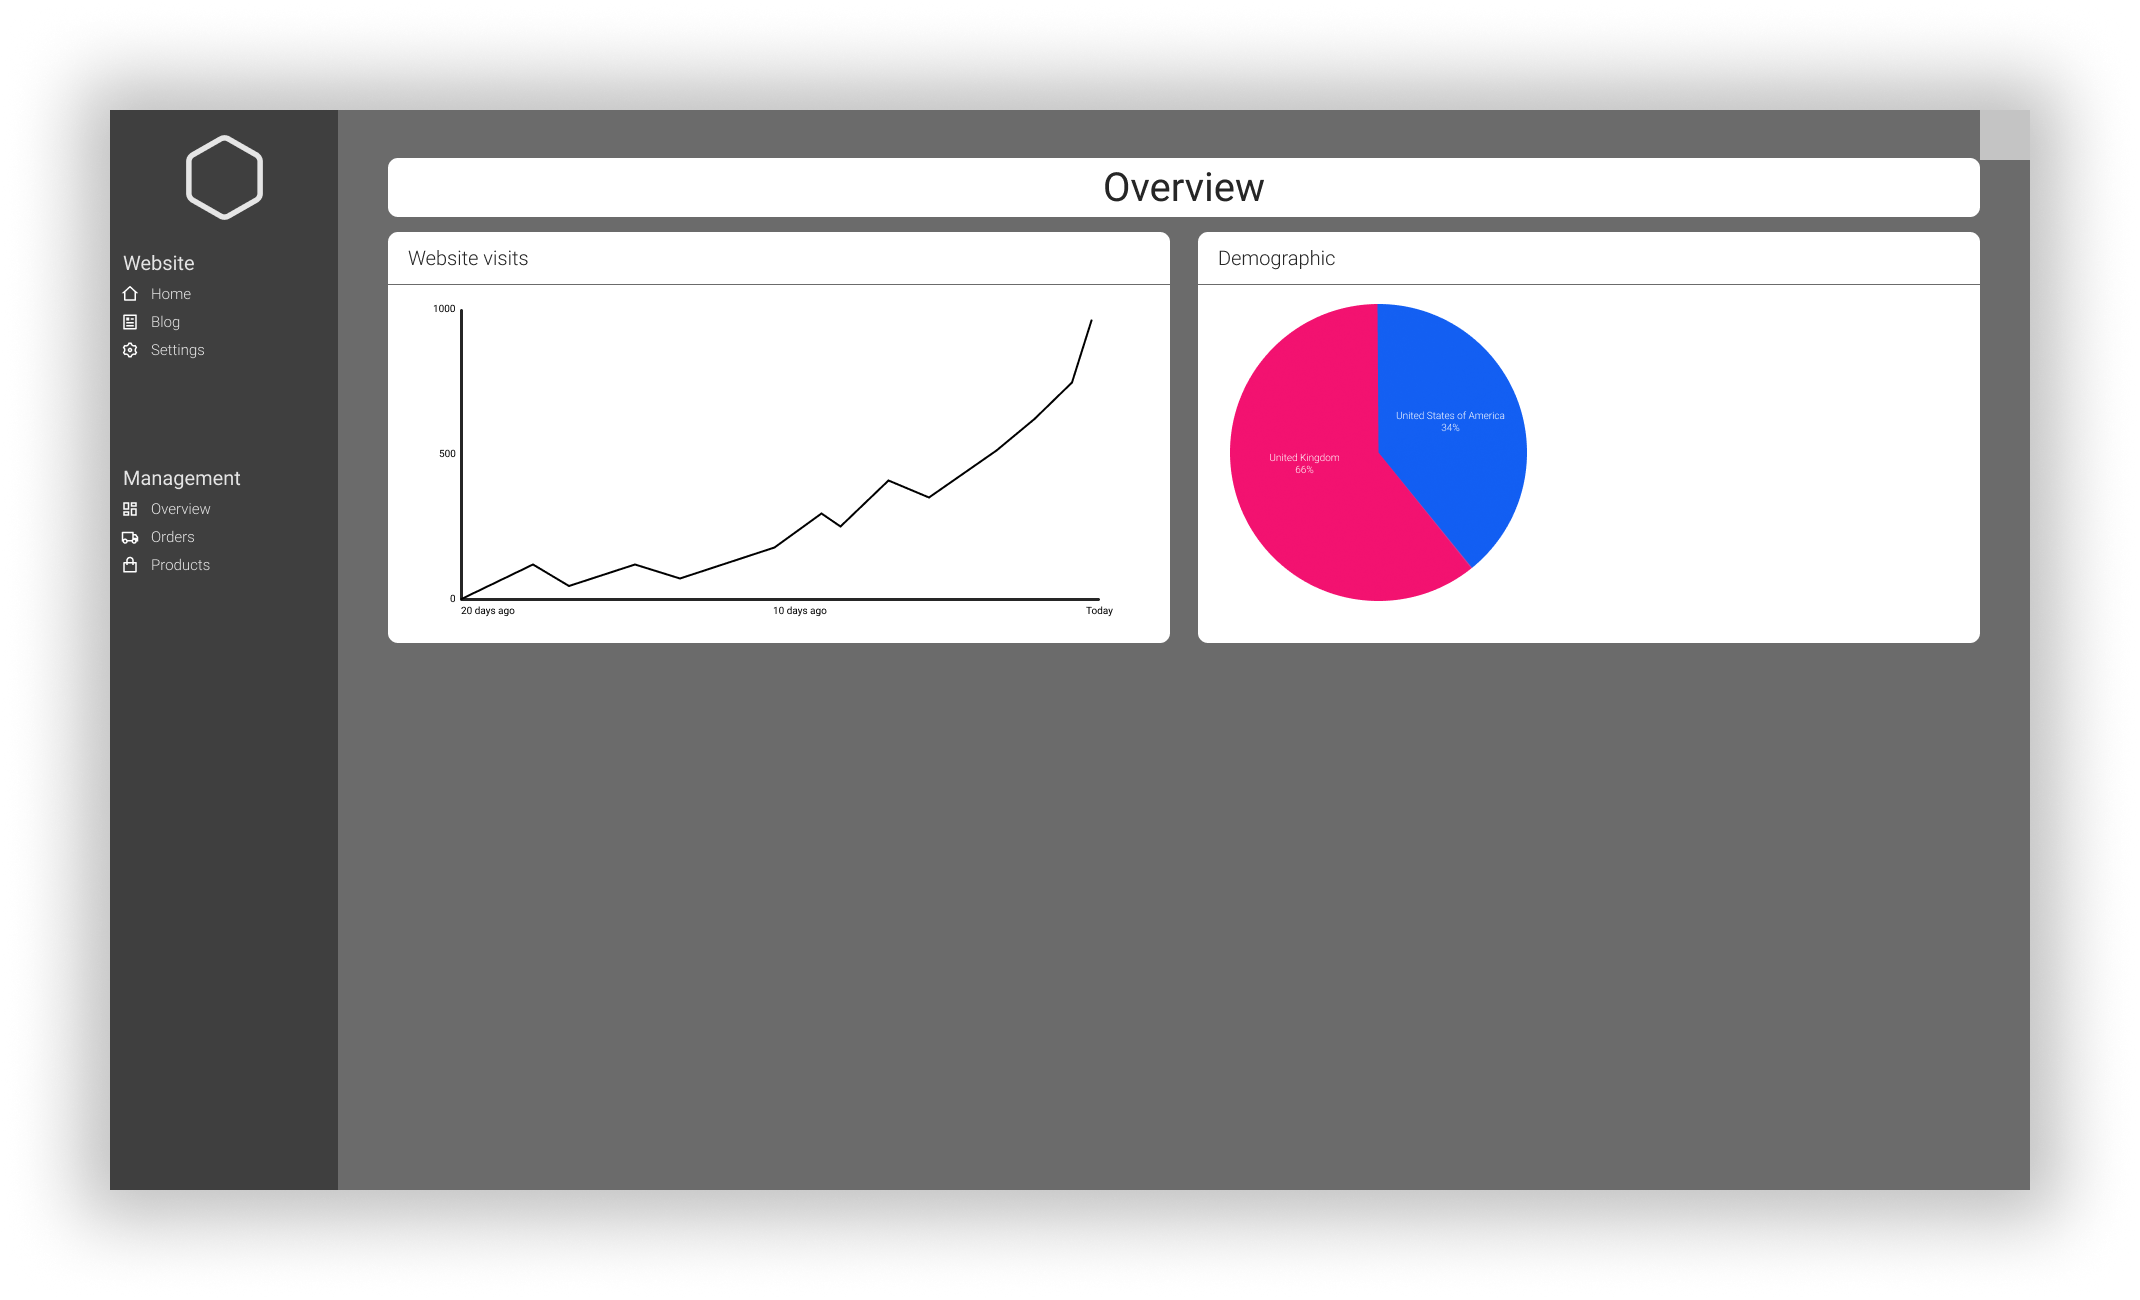 Website
Home
Blog
Settings
Management
Overview
Orders
Products
Overview
Website visits
1000
500
0
20 days ago
10 days ago
Today
Demographic
United States of America
34%
United Kingdom
66%